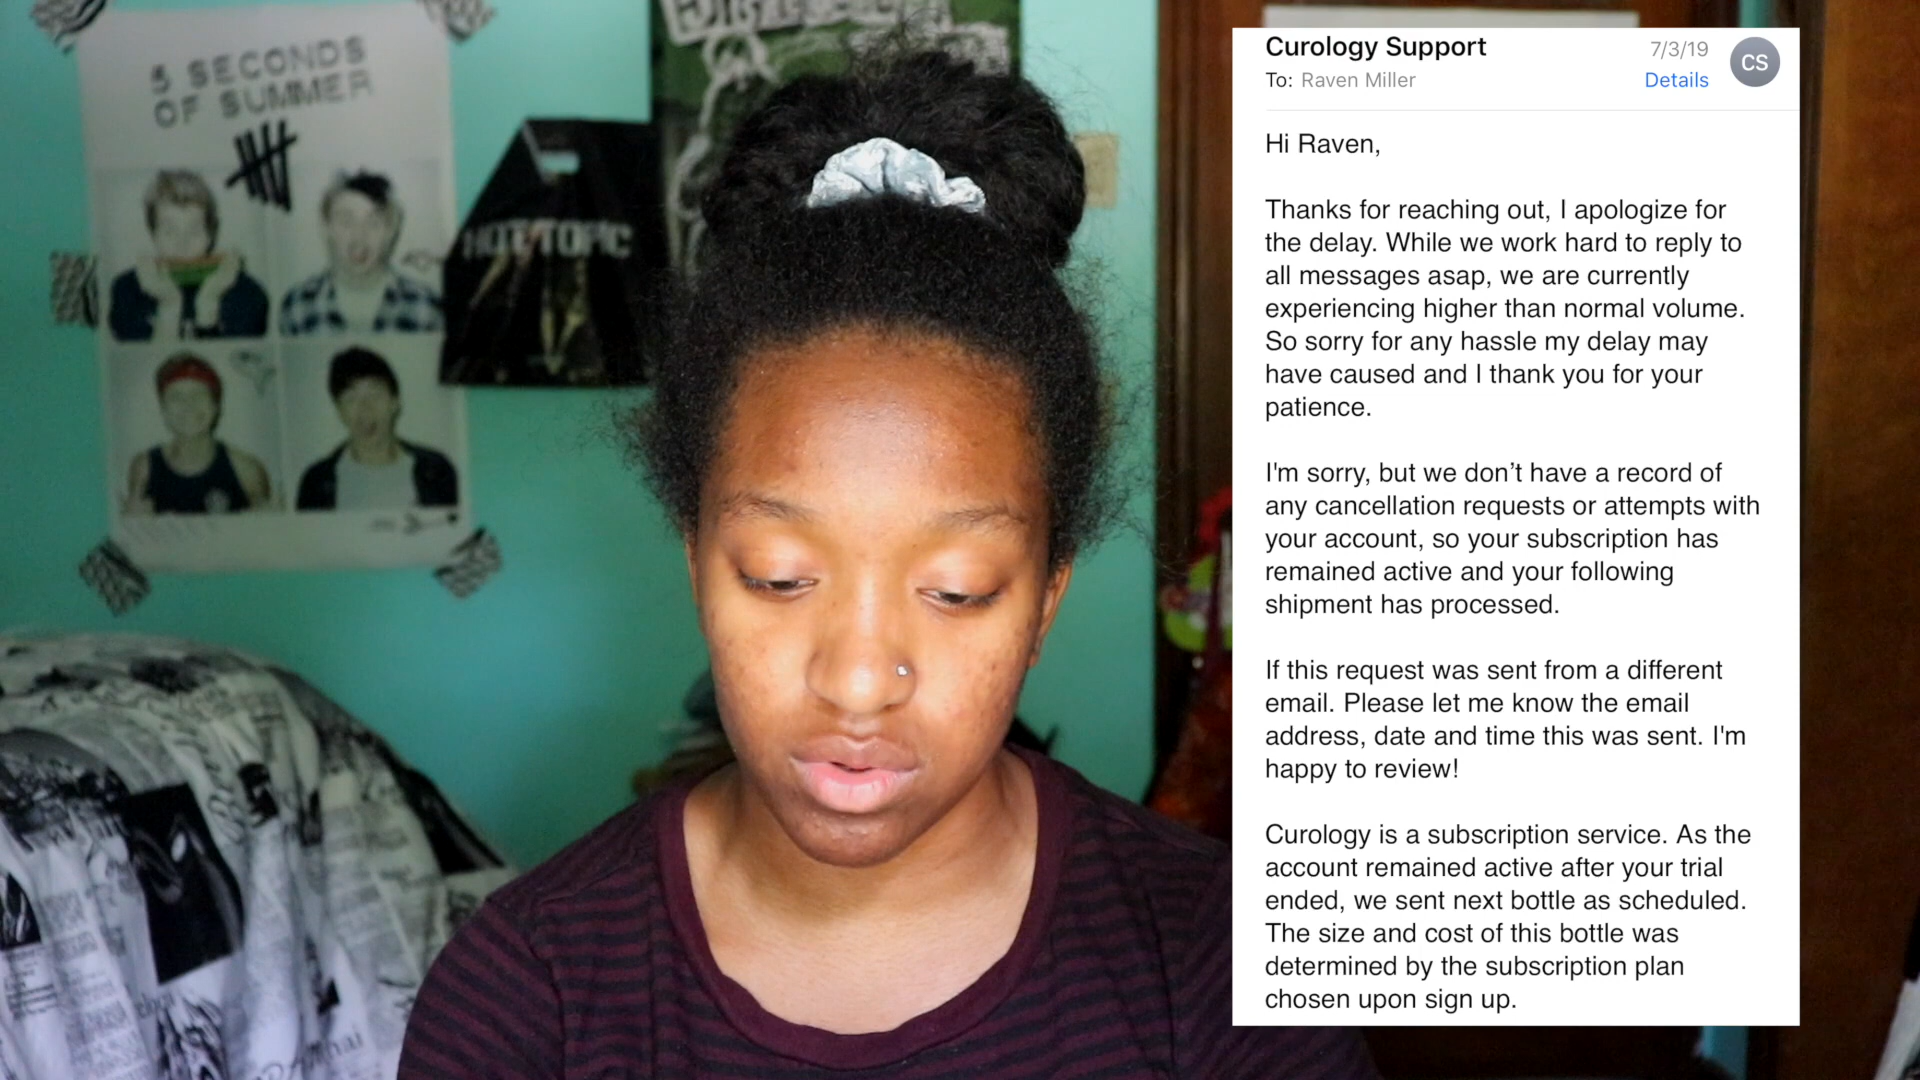 5 SECONDS
OF SUMMER
HOT TOPIC
Curology Support
7/3/19
CS
To: Raven Miller
Details
Hi Raven,
Thanks for reaching out, I apologize for
the delay. While we work hard to reply to
all messages asap, we are currently
experiencing higher than normal volume.
So sorry for any hassle my delay may
have caused and I thank you for your
patience.
I'm sorry, but we don’t have a record of
any cancellation requests or attempts with
your account, so your subscription has
remained active and your following
shipment has processed.
If this request was sent from a different
email. Please let me know the email
address, date and time this was sent. I'm
happy to review!
Curology is a subscription service. As the
account remained active after your trial
ended, we sent next bottle as scheduled.
The size and cost of this bottle was
determined by the subscription plan
chosen upon sign up.